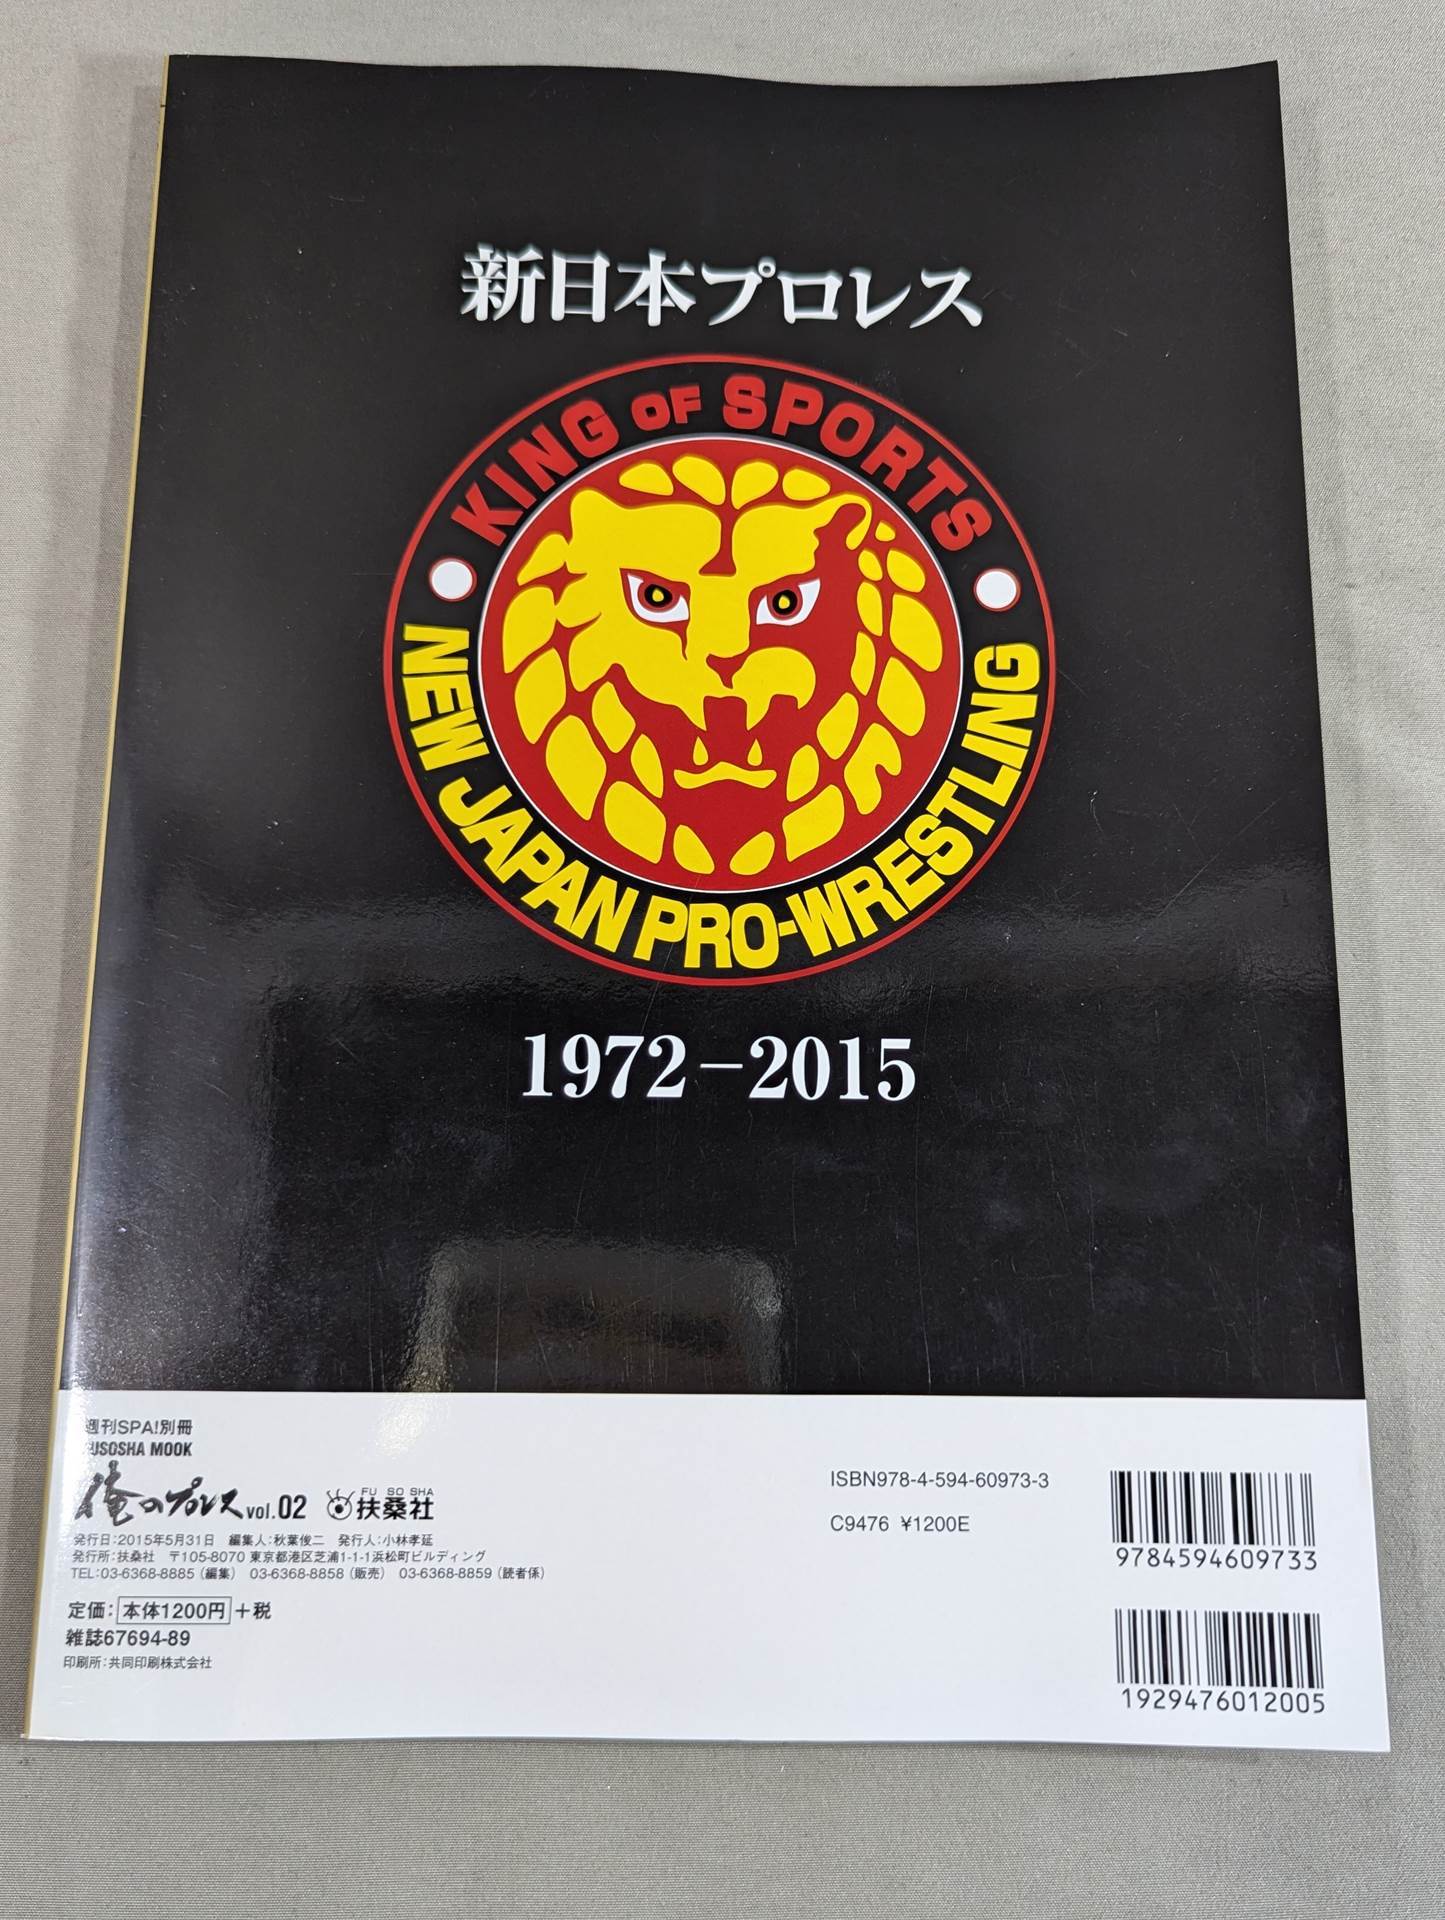 新日本プロレス
KING OF SPORTS
NEW JAPAN PRO-WRESTLING
1972-2015
週刊SPA!別冊
FUSOSHA MOOK
俺のプロレス vol.02
FU SO SHA
扶桑社
発行日:2015年5月31日 編集人:秋葉俊二 発行人:小林孝延
発行所:扶桑社 〒105-8070 東京都港区芝浦1-1-1浜松町ビルディング
TEL:03-6368-8885（編集） 03-6368-8858（販売） 03-6368-8859（読者係）
定価:本体1200円+税
雑誌67694-89
印刷所:共同印刷株式会社
ISBN978-4-594-60973-3
C9476 ¥1200E
9784594609733
1929476012005